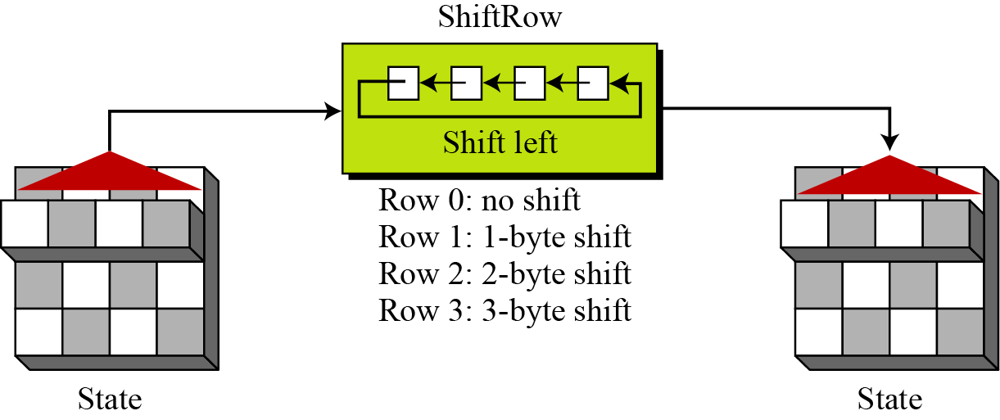 ShiftRow
Shift left
Row 0: no shift
Row 1: 1-byte shift
Row 2: 2-byte shift
Row 3: 3-byte shift
State
State